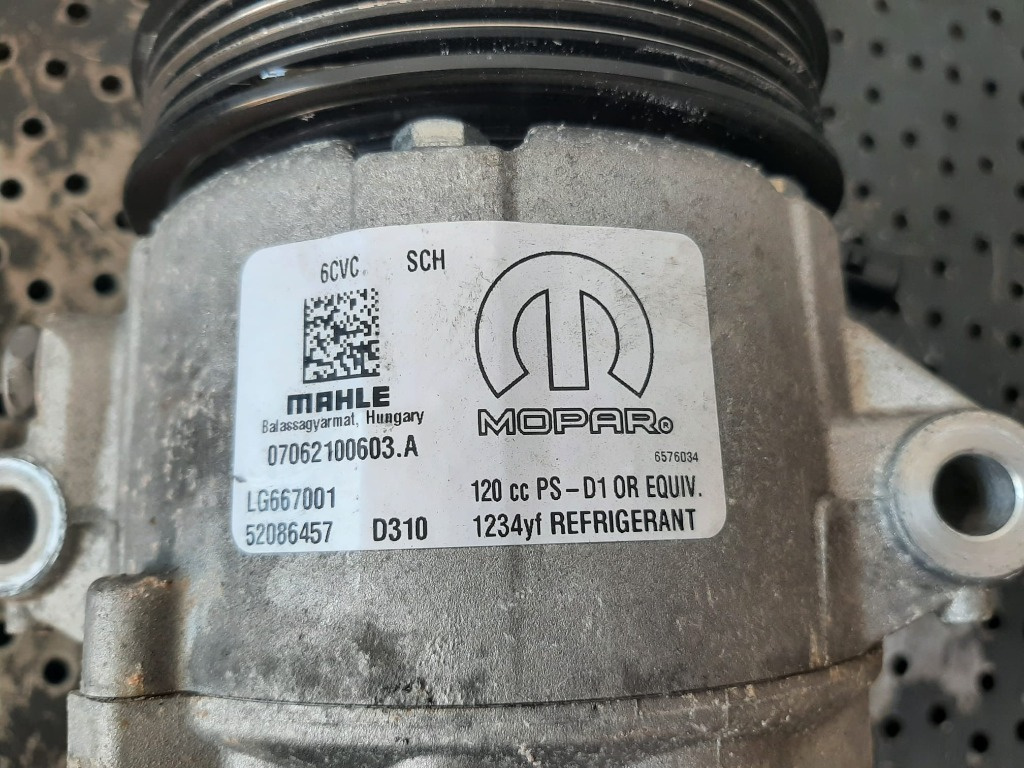 6CVC SCH
MAHLE
Balassagyarmat, Hungary
07062100603.A
MOPAR®
6576034
LG667001
120 cc PS-D1 OR EQUIV.
52086457 D310 1234yf REFRIGERANT